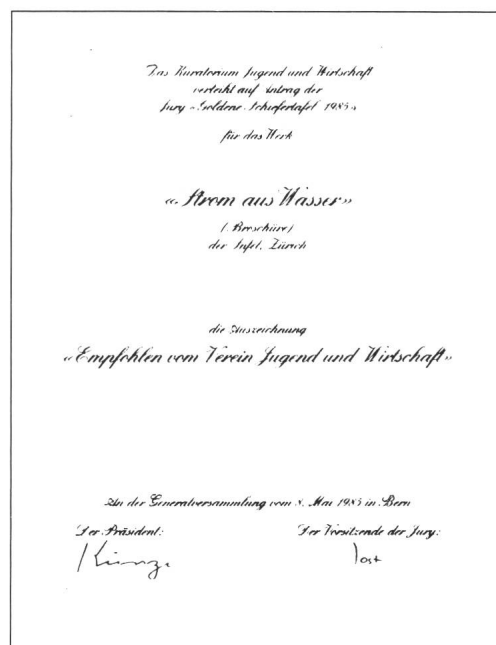 Das Kuratorium Jugend und Wirtschaft
verleiht auf Antrag der
Jury «Goldene Schiefertafel 1985»
für das Werk
«Strom aus Wasser»
(Broschüre)
der Infel, Zürich
die Auszeichnung
«Empfohlen vom Verein Jugend und Wirtschaft»
An der Generalversammlung vom 8. Mai 1985 in Bern
Der Präsident:
Der Vorsitzende der Jury: